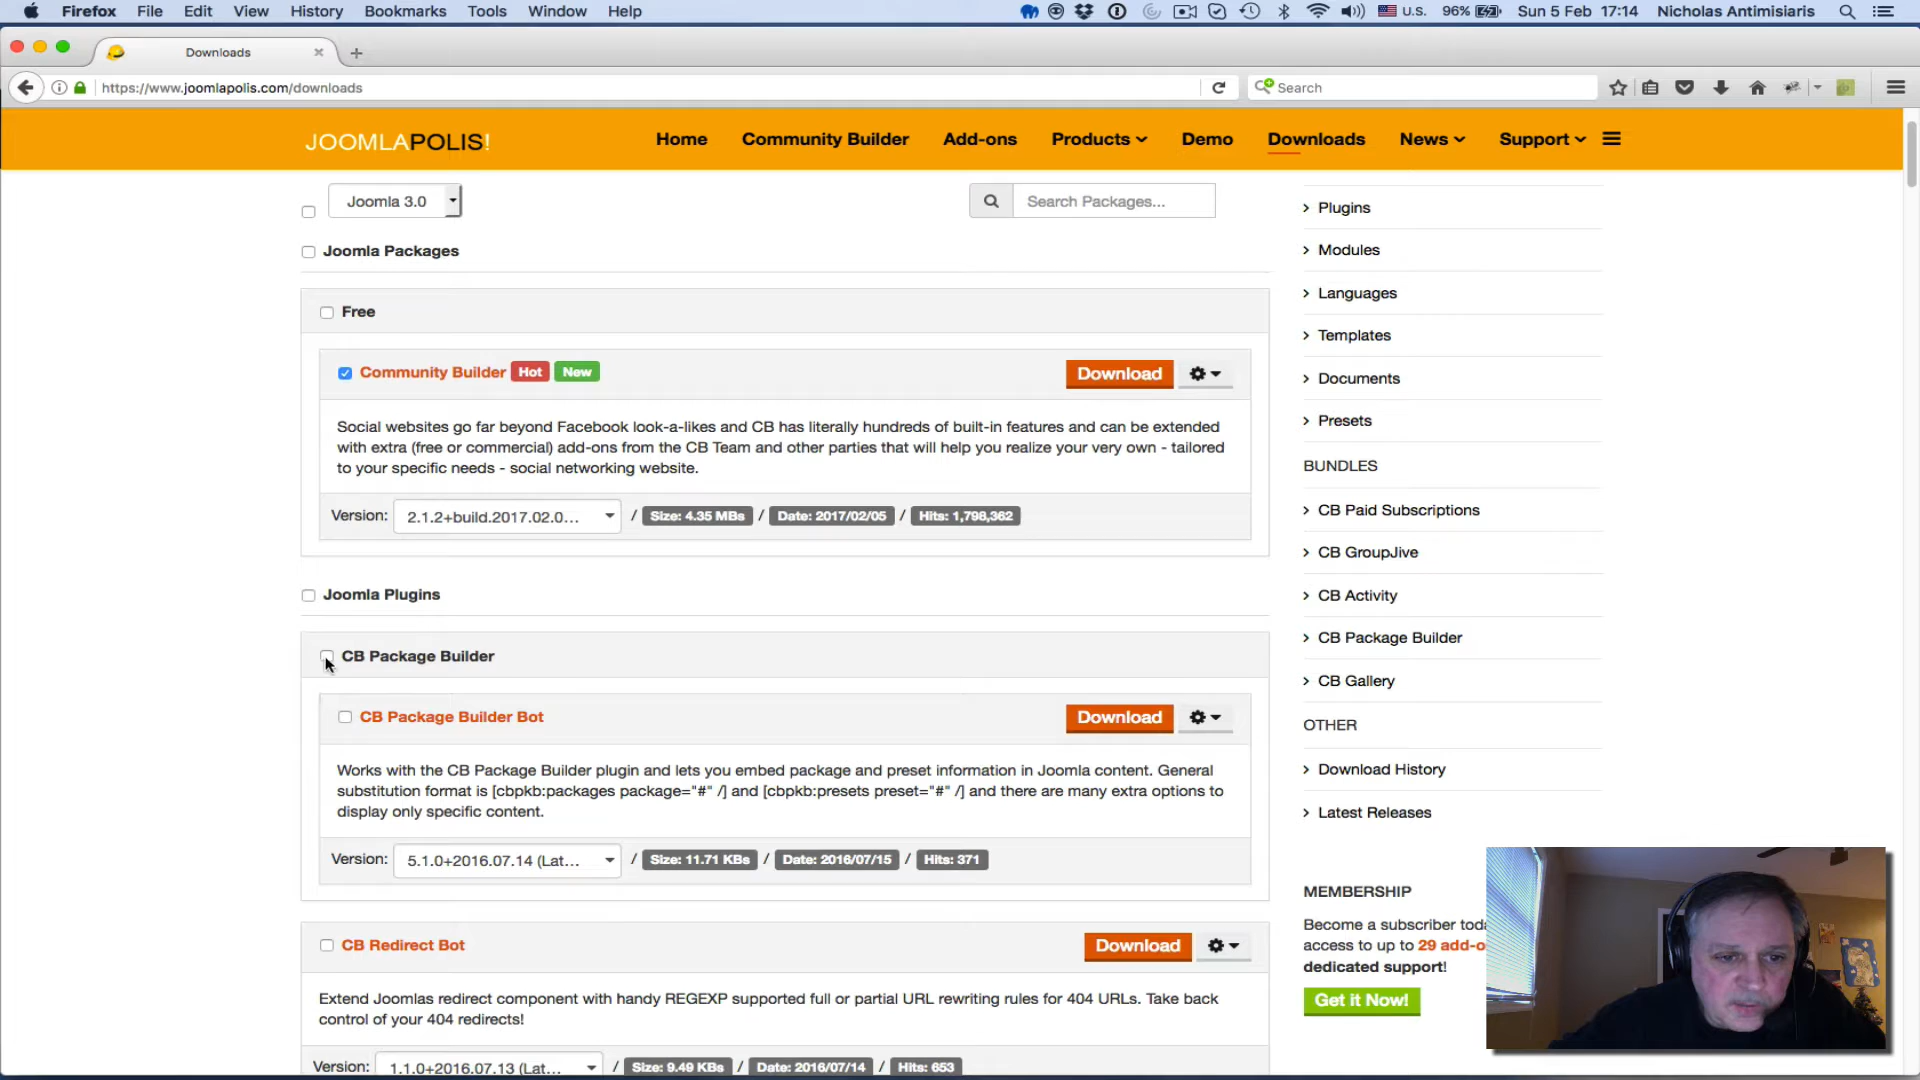 Firefox File Edit View History Bookmarks Tools Window Help U.S. 96% Sun 5 Feb 17:14 Nicholas Antimisiaris
Downloads
https://www.joomlapolis.com/downloads
Search
JOOMLAPOLIS!
Home Community Builder Add-ons Products Demo Downloads News Support
Joomla 3.0
Search Packages...
Joomla Packages
Free
Community Builder Hot New
Download
Social websites go far beyond Facebook look-a-likes and CB has literally hundreds of built-in features and can be extended
with extra (free or commercial) add-ons from the CB Team and other parties that will help you realize your very own - tailored
to your specific needs - social networking website.
Version: 2.1.2+build.2017.02.0... / Size: 4.35 MBs / Date: 2017/02/05 / Hits: 1,798,362
Joomla Plugins
CB Package Builder
CB Package Builder Bot
Download
Works with the CB Package Builder plugin and lets you embed package and preset information in Joomla content. General
substitution format is [cbpkb:packages package="#" /] and [cbpkb:presets preset="#" /] and there are many extra options to
display only specific content.
Version: 5.1.0+2016.07.14 (Lat... / Size: 11.71 KBs / Date: 2016/07/15 / Hits: 371
CB Redirect Bot
Download
Extend Joomlas redirect component with handy REGEXP supported full or partial URL rewriting rules for 404 URLs. Take back
control of your 404 redirects!
Version: 1.1.0+2016.07.13 (Lat... / Size: 9.49 KBs / Date: 2016/07/14 / Hits: 653
Plugins
Modules
Languages
Templates
Documents
Presets
BUNDLES
CB Paid Subscriptions
CB GroupJive
CB Activity
CB Package Builder
CB Gallery
OTHER
Download History
Latest Releases
MEMBERSHIP
Become a subscriber toda
access to up to 29 add-o
dedicated support!
Get it Now!